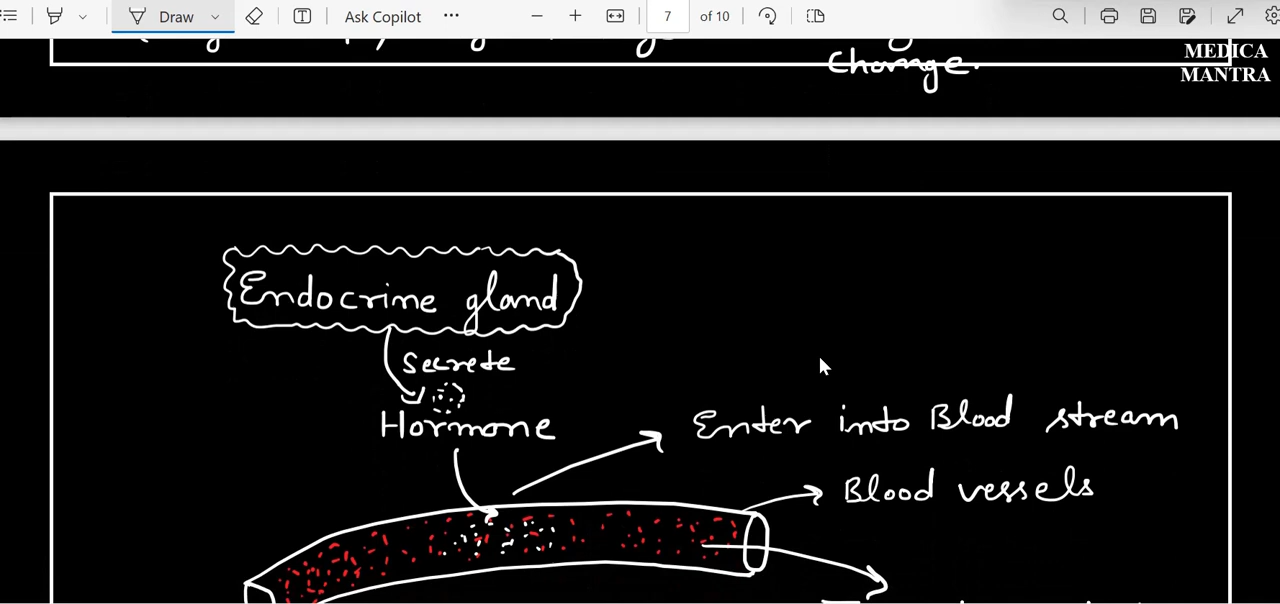 Draw
Ask Copilot
7 of 10
Change.
MEDICA
MANTRA
Endocrine gland
Secrete
Hormone
Enter into Blood stream
Blood vessels